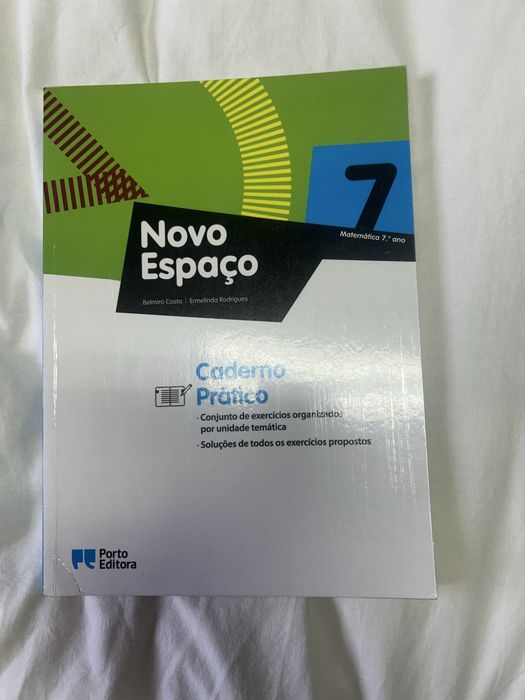 7
Matemática 7.º ano
Novo
Espaço
Belmiro Costa | Ermelinda Rodrigues
Caderno
Prático
· Conjunto de exercícios organizados
por unidade temática
· Soluções de todos os exercícios propostos
Porto
Editora